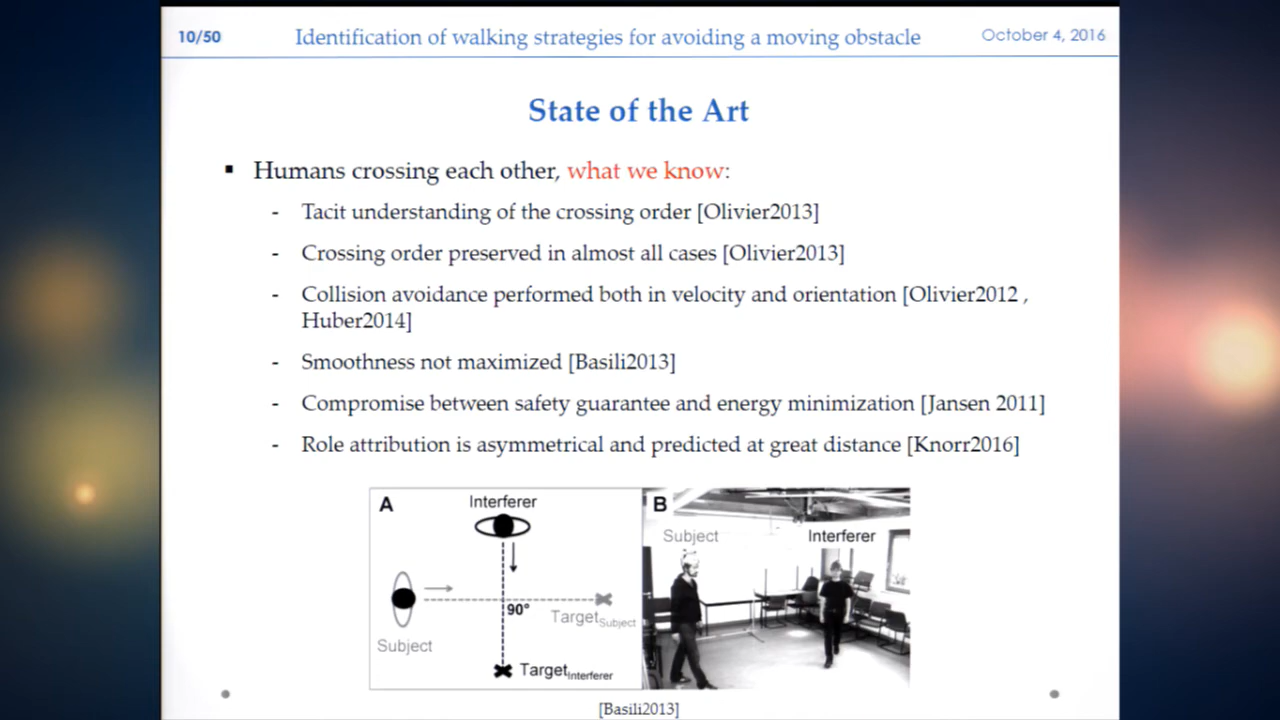 10/50 Identification of walking strategies for avoiding a moving obstacle October 4, 2016
State of the Art
▪ Humans crossing each other, what we know:
- Tacit understanding of the crossing order [Olivier2013]
- Crossing order preserved in almost all cases [Olivier2013]
- Collision avoidance performed both in velocity and orientation [Olivier2012 ,
Huber2014]
- Smoothness not maximized [Basili2013]
- Compromise between safety guarantee and energy minimization [Jansen 2011]
- Role attribution is asymmetrical and predicted at great distance [Knorr2016]
A
Interferer
90°
TargetSubject
Subject
TargetInterferer
B
Subject
Interferer
[Basili2013]